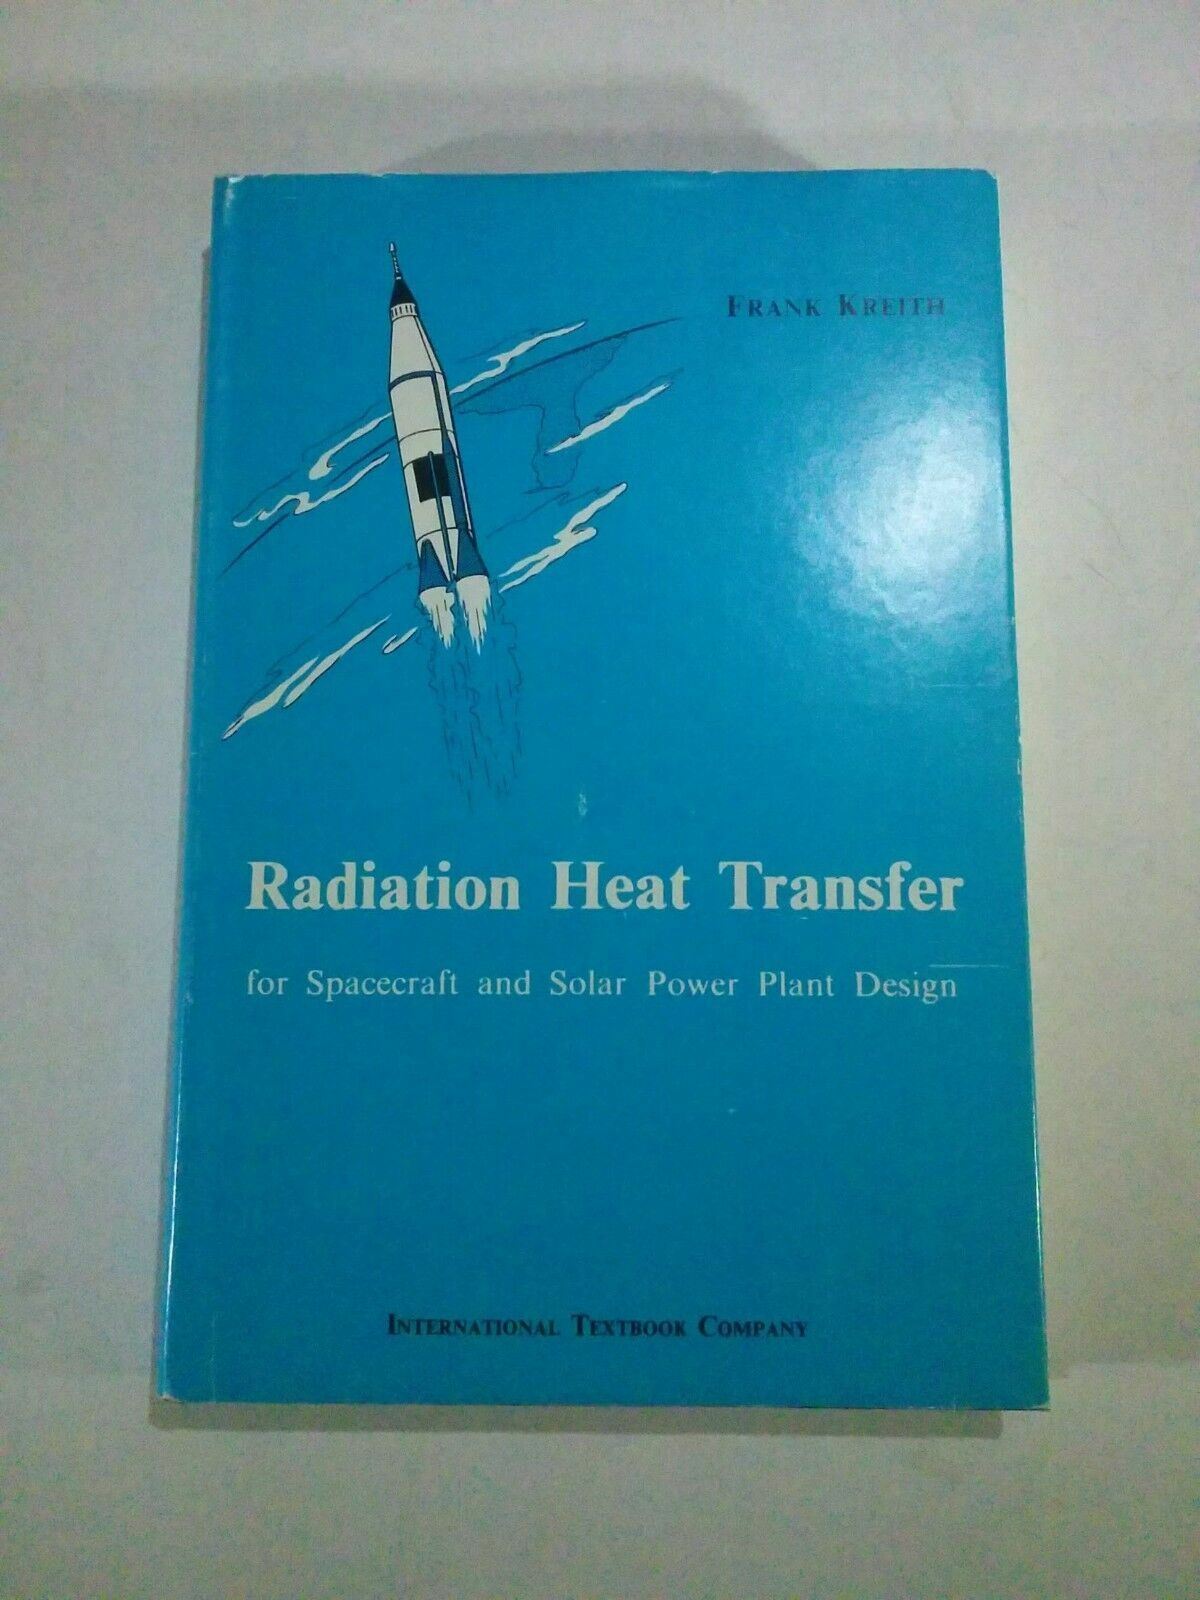 FRANK KREITH
Radiation Heat Transfer
for Spacecraft and Solar Power Plant Design
INTERNATIONAL TEXTBOOK COMPANY